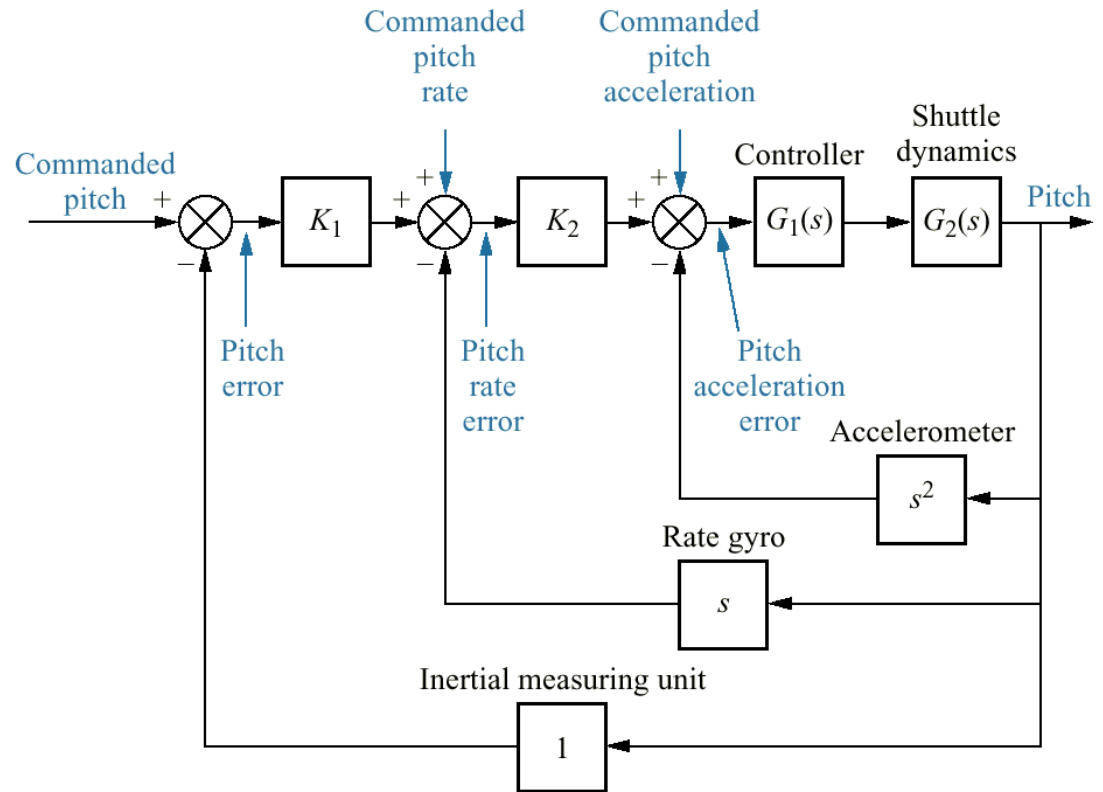 Commanded
pitch
rate
Commanded
pitch
acceleration
Shuttle
dynamics
Controller
Commanded
pitch
Pitch
+
−
K₁
+
+
−
K₂
+
+
−
G₁(s)
G₂(s)
Pitch
error
Pitch
rate
error
Pitch
acceleration
error
Accelerometer
s²
Rate gyro
s
Inertial measuring unit
1